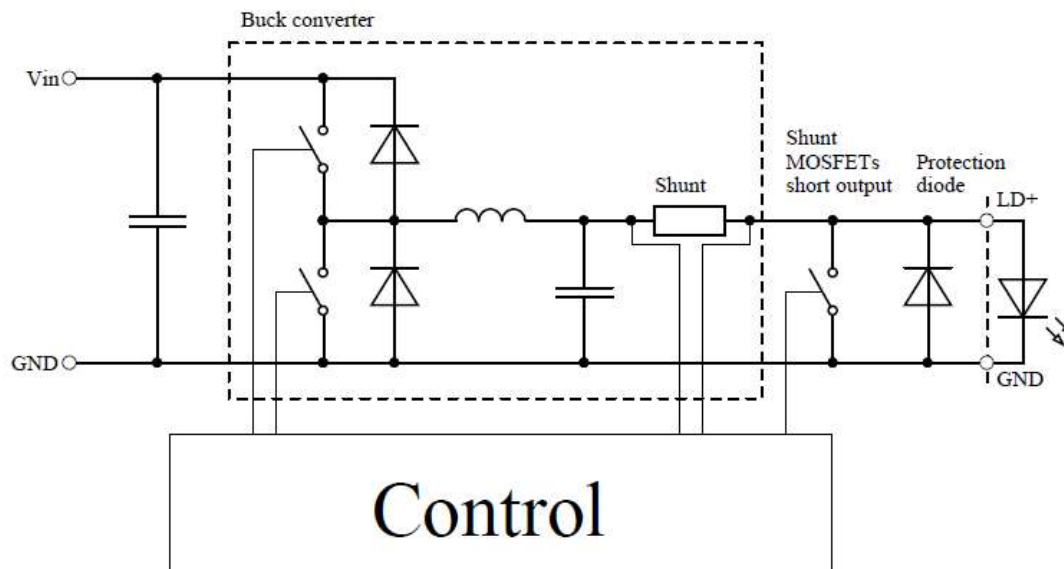 Buck converter
Vin
Shunt
MOSFETs
short output
Protection
diode
Shunt
LD+
GND
GND
Control